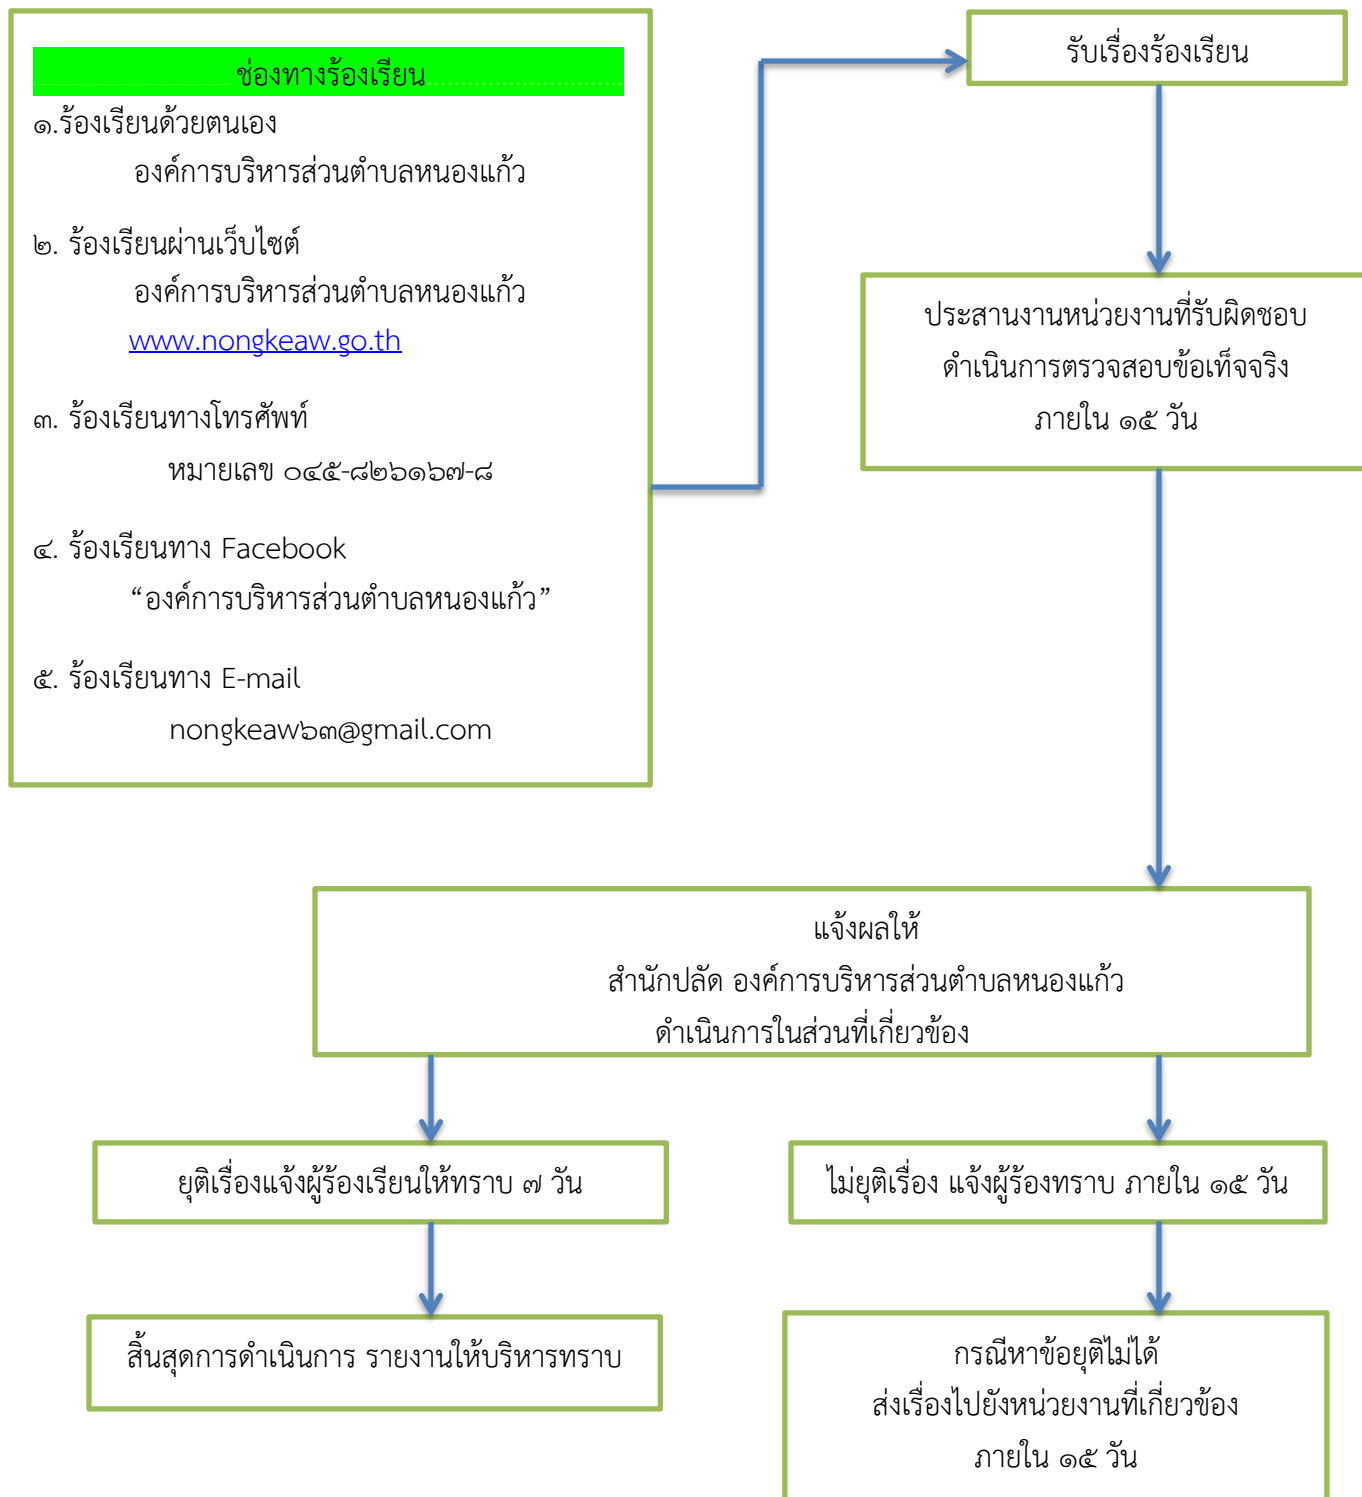 ช่องทางร้องเรียน
๑.ร้องเรียนด้วยตนเอง
องค์การบริหารส่วนตำบลหนองแก้ว
๒. ร้องเรียนผ่านเว็บไซต์
องค์การบริหารส่วนตำบลหนองแก้ว
www.nongkeaw.go.th
๓. ร้องเรียนทางโทรศัพท์
หมายเลข ๐๔๕-๘๒๖๑๖๗-๘
๔. ร้องเรียนทาง Facebook
“องค์การบริหารส่วนตำบลหนองแก้ว”
๕. ร้องเรียนทาง E-mail
nongkeaw๖๓@gmail.com
รับเรื่องร้องเรียน
ประสานงานหน่วยงานที่รับผิดชอบ
ดำเนินการตรวจสอบข้อเท็จจริง
ภายใน ๑๕ วัน
แจ้งผลให้
สำนักปลัด องค์การบริหารส่วนตำบลหนองแก้ว
ดำเนินการในส่วนที่เกี่ยวข้อง
ยุติเรื่องแจ้งผู้ร้องเรียนให้ทราบ ๗ วัน
ไม่ยุติเรื่อง แจ้งผู้ร้องทราบ ภายใน ๑๕ วัน
สิ้นสุดการดำเนินการ รายงานให้บริหารทราบ
กรณีหาข้อยุติไม่ได้
ส่งเรื่องไปยังหน่วยงานที่เกี่ยวข้อง
ภายใน ๑๕ วัน